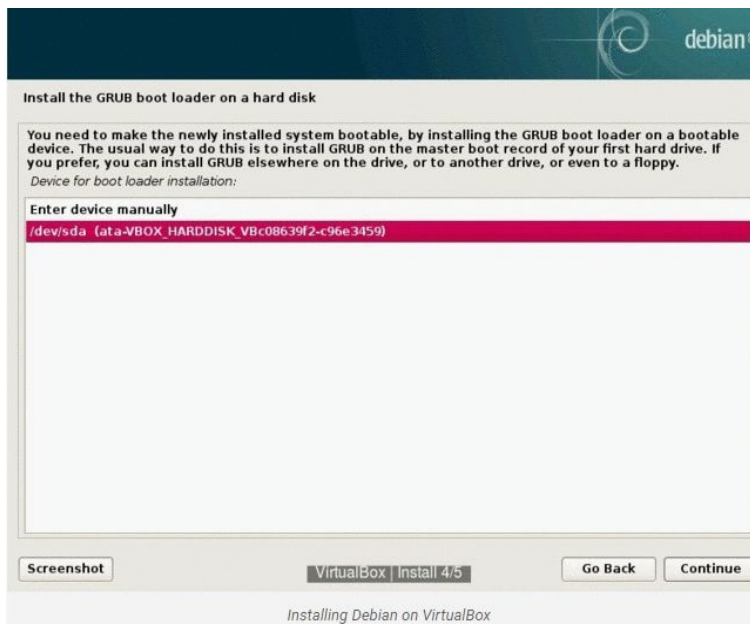 debian
Install the GRUB boot loader on a hard disk
You need to make the newly installed system bootable, by installing the GRUB boot loader on a bootable
device. The usual way to do this is to install GRUB on the master boot record of your first hard drive. If
you prefer, you can install GRUB elsewhere on the drive, or to another drive, or even to a floppy.
Device for boot loader installation:
Enter device manually
/dev/sda (ata-VBOX_HARDDISK_VBc08639f2-c96e3459)
Screenshot
VirtualBox | Install 4/5
Go Back
Continue
Installing Debian on VirtualBox